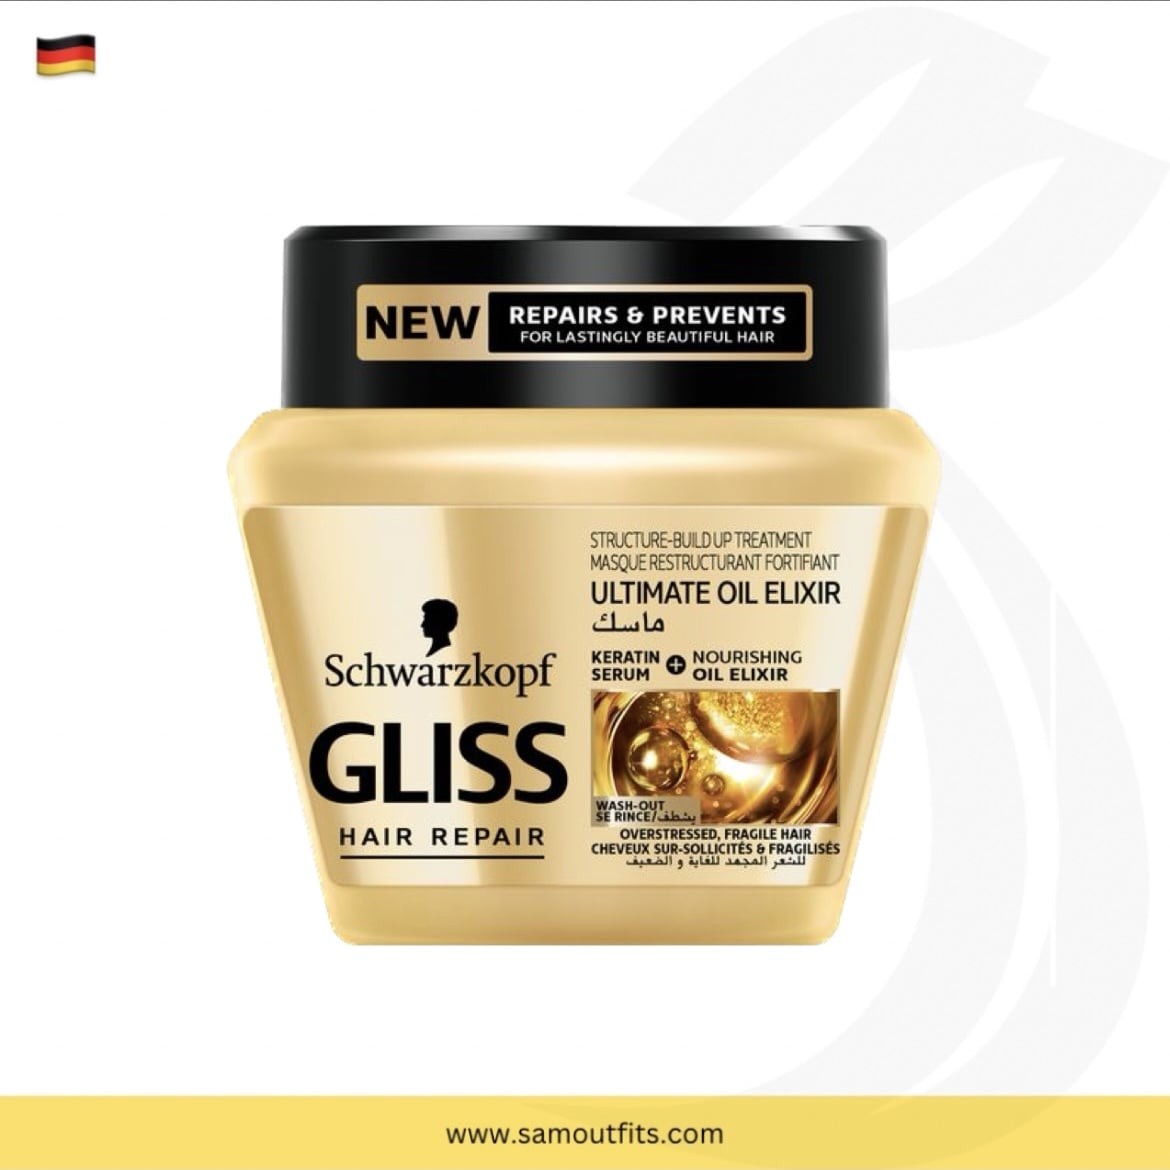 NEW
REPAIRS & PREVENTS
FOR LASTINGLY BEAUTIFUL HAIR
Schwarzkopf
GLISS
HAIR REPAIR
STRUCTURE-BUILD UP TREATMENT
MASQUE RESTRUCTURANT FORTIFIANT
ULTIMATE OIL ELIXIR
ماسك
KERATIN SERUM + NOURISHING OIL ELIXIR
WASH-OUT
SE RINCE/يشطف
OVERSTRESSED, FRAGILE HAIR
CHEVEUX SUR-SOLLICITÉS & FRAGILISÉS
للشعر المجهد للغاية و الضعيف
www.samoutfits.com